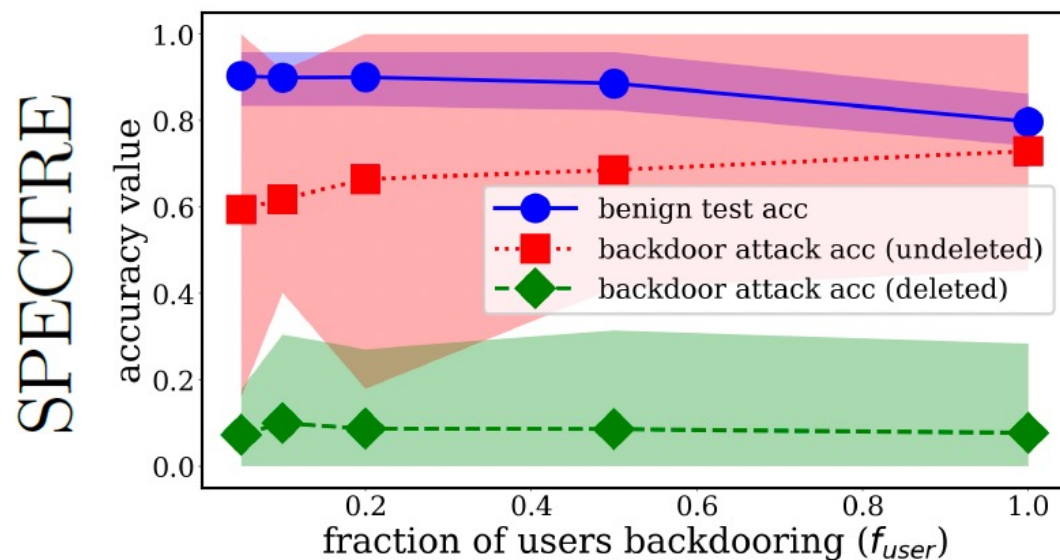 SPECTRE
accuracy value
1.0
0.8
0.6
0.4
0.2
0.0
benign test acc
backdoor attack acc (undeleted)
backdoor attack acc (deleted)
0.2 0.4 0.6 0.8 1.0
fraction of users backdooring (f_user)